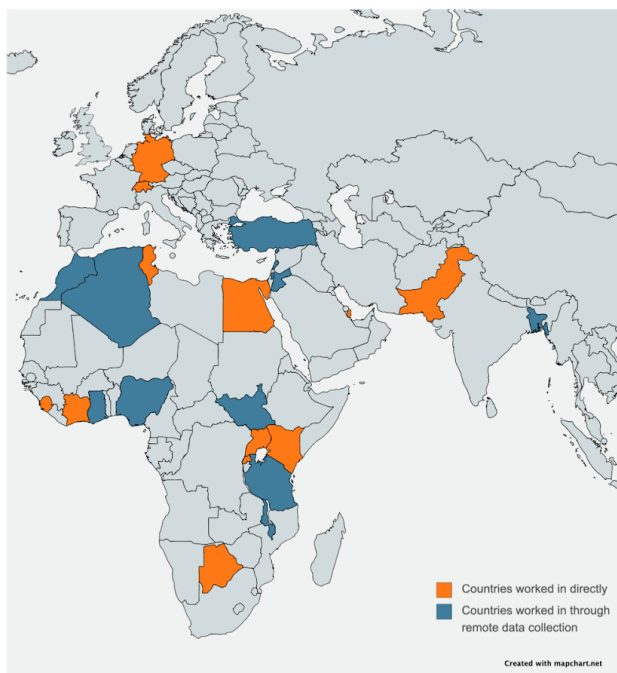 Countries worked in directly
Countries worked in through
remote data collection
Created with mapchart.net